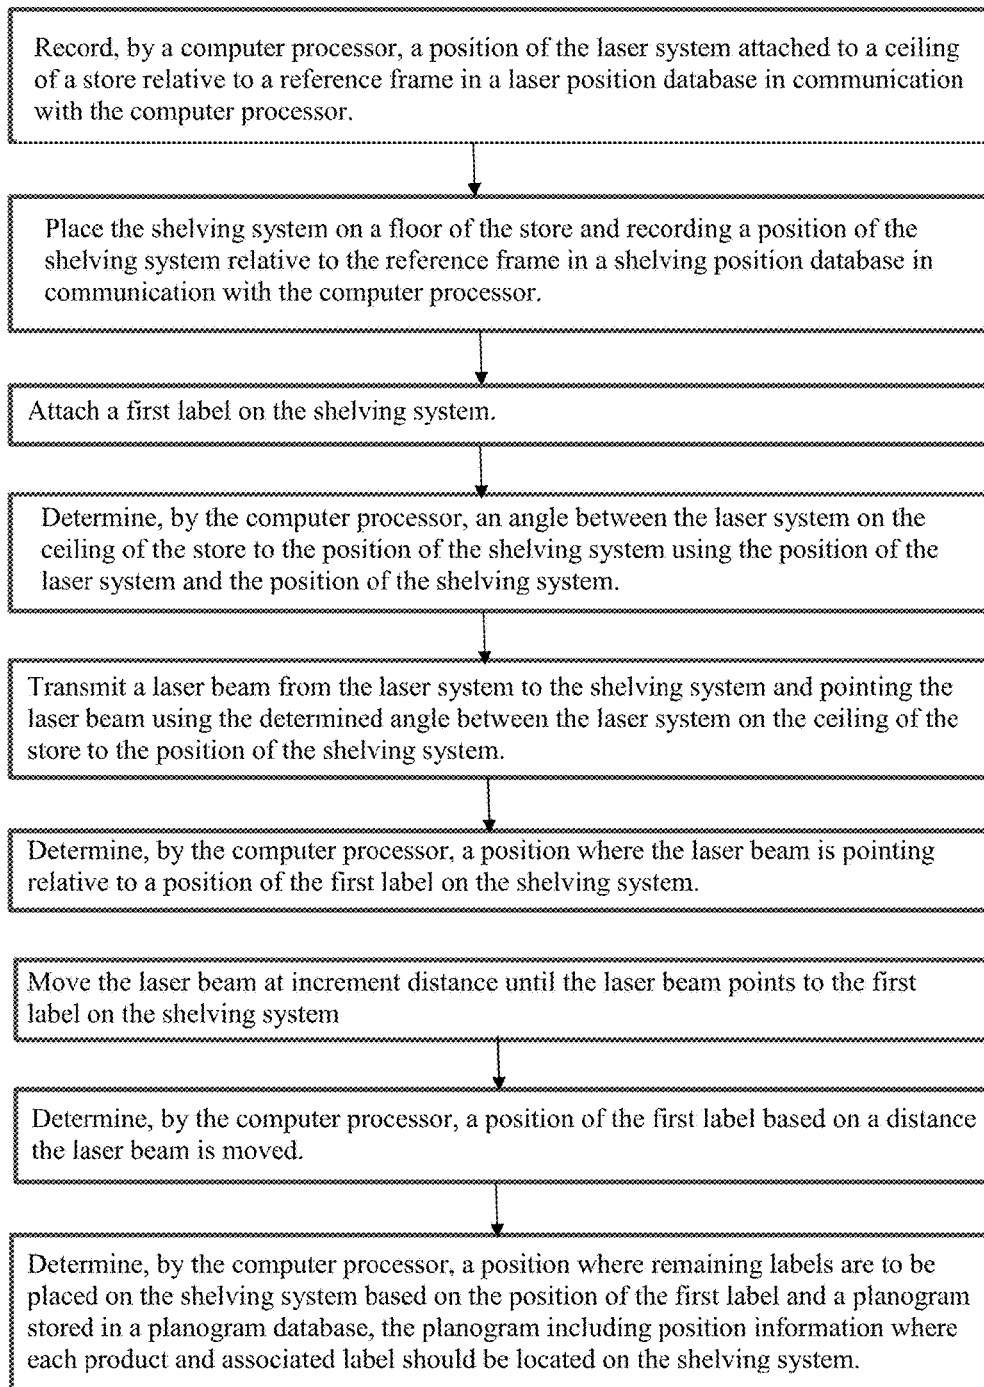 Record, by a computer processor, a position of the laser system attached to a ceiling
of a store relative to a reference frame in a laser position database in communication
with the computer processor.
Place the shelving system on a floor of the store and recording a position of the
shelving system relative to the reference frame in a shelving position database in
communication with the computer processor.
Attach a first label on the shelving system.
Determine, by the computer processor, an angle between the laser system on the
ceiling of the store to the position of the shelving system using the position of the
laser system and the position of the shelving system.
Transmit a laser beam from the laser system to the shelving system and pointing the
laser beam using the determined angle between the laser system on the ceiling of the
store to the position of the shelving system.
Determine, by the computer processor, a position where the laser beam is pointing
relative to a position of the first label on the shelving system.
Move the laser beam at increment distance until the laser beam points to the first
label on the shelving system
Determine, by the computer processor, a position of the first label based on a distance
the laser beam is moved.
Determine, by the computer processor, a position where remaining labels are to be
placed on the shelving system based on the position of the first label and a planogram
stored in a planogram database, the planogram including position information where
each product and associated label should be located on the shelving system.